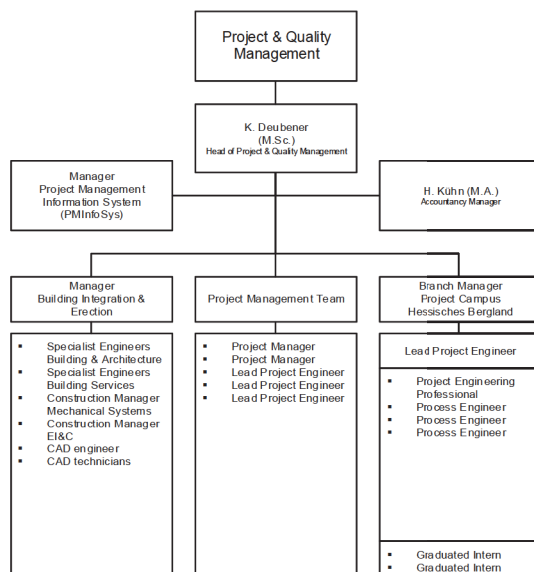 Project & Quality
Management
K. Deubener
(M.Sc.)
Head of Project & Quality Management
Manager
Project Management
Information System
(PMInfoSys)
H. Kühn (M.A.)
Accountancy Manager
Manager
Building Integration &
Erection
Project Management Team
Branch Manager
Project Campus
Hessisches Bergland
▪ Specialist Engineers
Building & Architecture
▪ Specialist Engineers
Building Services
▪ Construction Manager
Mechanical Systems
▪ Construction Manager
EI&C
▪ CAD engineer
▪ CAD technicians
▪ Project Manager
▪ Project Manager
▪ Lead Project Engineer
▪ Lead Project Engineer
▪ Lead Project Engineer
Lead Project Engineer
▪ Project Engineering
Professional
▪ Process Engineer
▪ Process Engineer
▪ Process Engineer
▪ Graduated Intern
▪ Graduated Intern